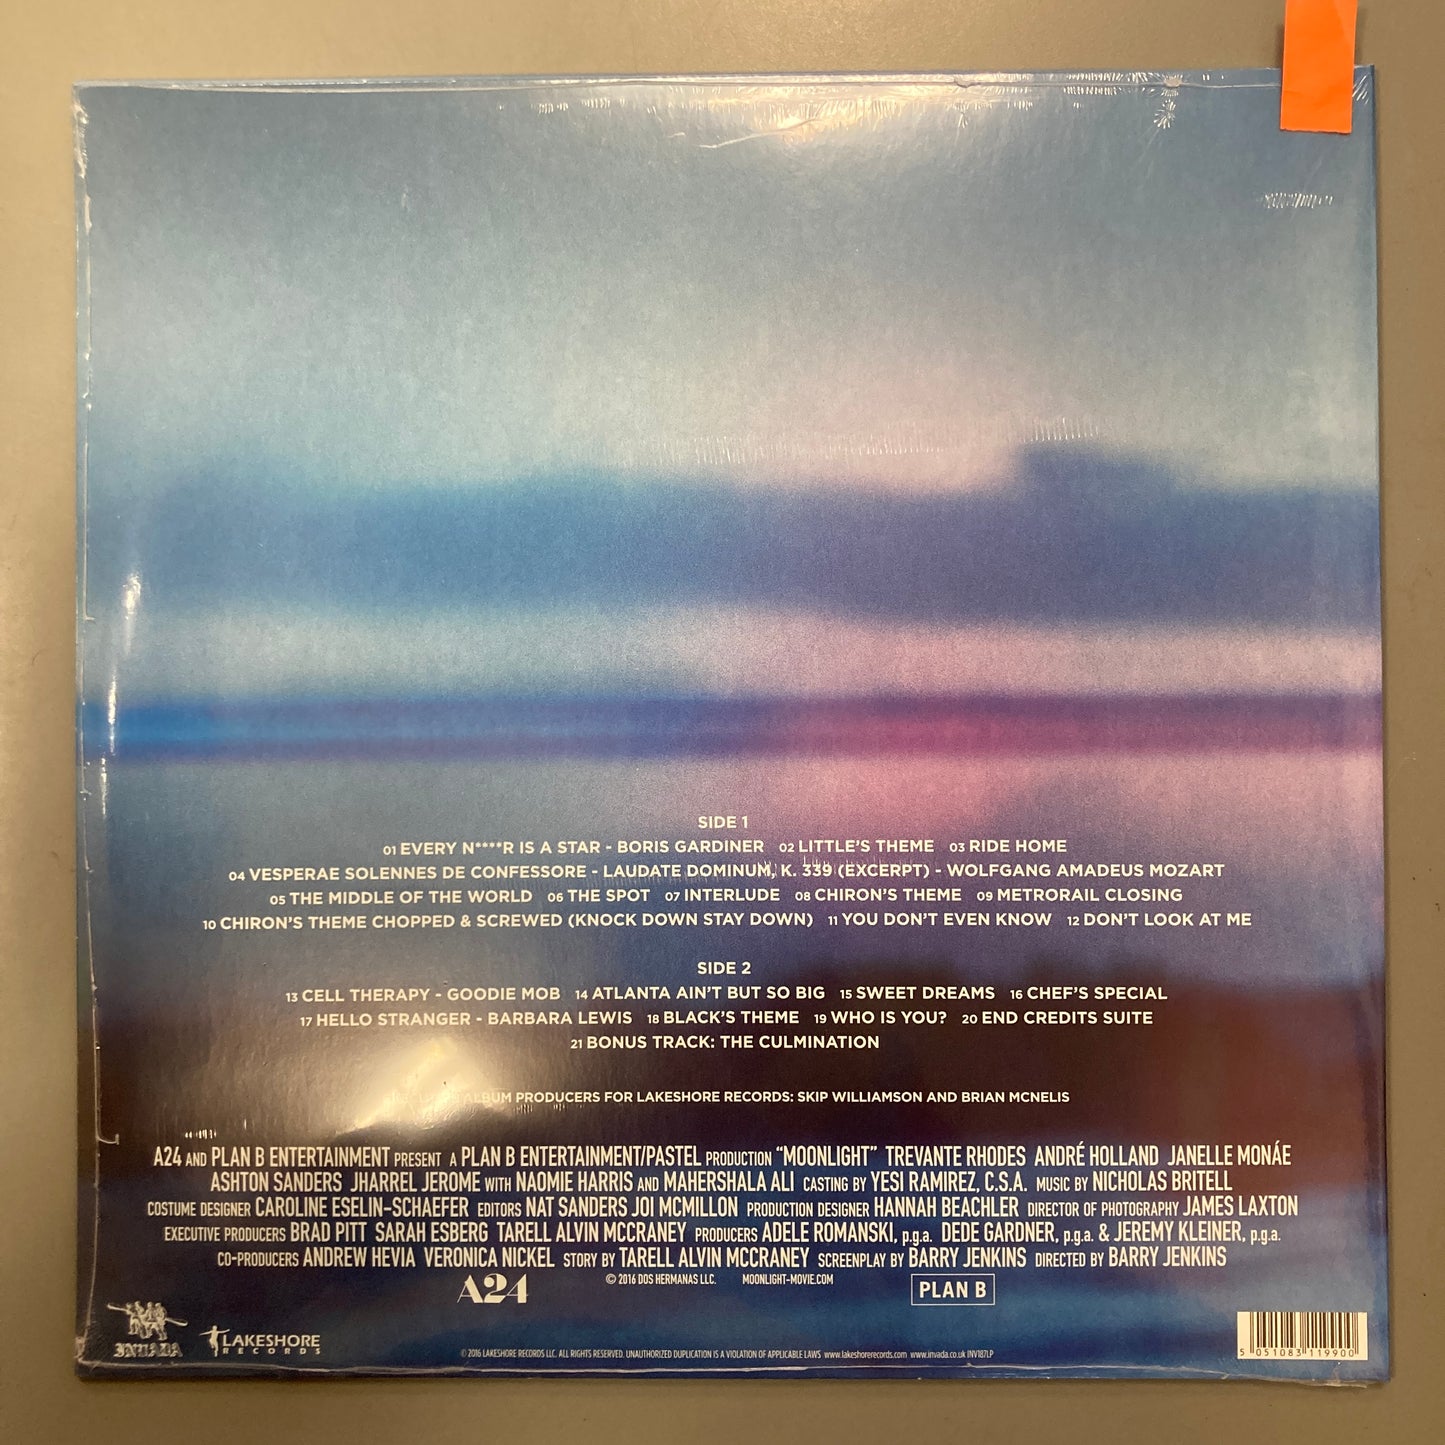 SIDE 1
01 EVERY N****R IS A STAR - BORIS GARDINER 02 LITTLE'S THEME 03 RIDE HOME
04 VESPERAE SOLENNES DE CONFESSORE - LAUDATE DOMINUM, K. 339 (EXCERPT) - WOLFGANG AMADEUS MOZART
05 THE MIDDLE OF THE WORLD 06 THE SPOT 07 INTERLUDE 08 CHIRON'S THEME 09 METRORAIL CLOSING
10 CHIRON'S THEME CHOPPED & SCREWED (KNOCK DOWN STAY DOWN) 11 YOU DON'T EVEN KNOW 12 DON'T LOOK AT ME
SIDE 2
13 CELL THERAPY - GOODIE MOB 14 ATLANTA AIN'T BUT SO BIG 15 SWEET DREAMS 16 CHEF'S SPECIAL
17 HELLO STRANGER - BARBARA LEWIS 18 BLACK'S THEME 19 WHO IS YOU? 20 END CREDITS SUITE
21 BONUS TRACK: THE CULMINATION
ALBUM PRODUCERS FOR LAKESHORE RECORDS: SKIP WILLIAMSON AND BRIAN MCNELIS
A24 AND PLAN B ENTERTAINMENT PRESENT A PLAN B ENTERTAINMENT/PASTEL PRODUCTION "MOONLIGHT" TREVANTE RHODES ANDRÉ HOLLAND JANELLE MONÁE
ASHTON SANDERS JHARREL JEROME WITH NAOMIE HARRIS AND MAHERSHALA ALI CASTING BY YESI RAMIREZ, C.S.A. MUSIC BY NICHOLAS BRITELL
COSTUME DESIGNER CAROLINE ESELIN-SCHAEFER EDITORS NAT SANDERS JOI MCMILLON PRODUCTION DESIGNER HANNAH BEACHLER DIRECTOR OF PHOTOGRAPHY JAMES LAXTON
EXECUTIVE PRODUCERS BRAD PITT SARAH ESBERG TARELL ALVIN MCCRANEY PRODUCERS ADELE ROMANSKI, p.g.a. DEDE GARDNER, p.g.a. & JEREMY KLEINER, p.g.a.
CO-PRODUCERS ANDREW HEVIA VERONICA NICKEL STORY BY TARELL ALVIN MCCRANEY SCREENPLAY BY BARRY JENKINS DIRECTED BY BARRY JENKINS
A24 © 2016 DOS HERMANAS LLC. MOONLIGHT-MOVIE.COM PLAN B
INVADA LAKESHORE RECORDS
© 2016 LAKESHORE RECORDS LLC. ALL RIGHTS RESERVED. UNAUTHORIZED DUPLICATION IS A VIOLATION OF APPLICABLE LAWS www.lakeshorerecords.com www.invada.co.uk INV187LP
5 051083 119900